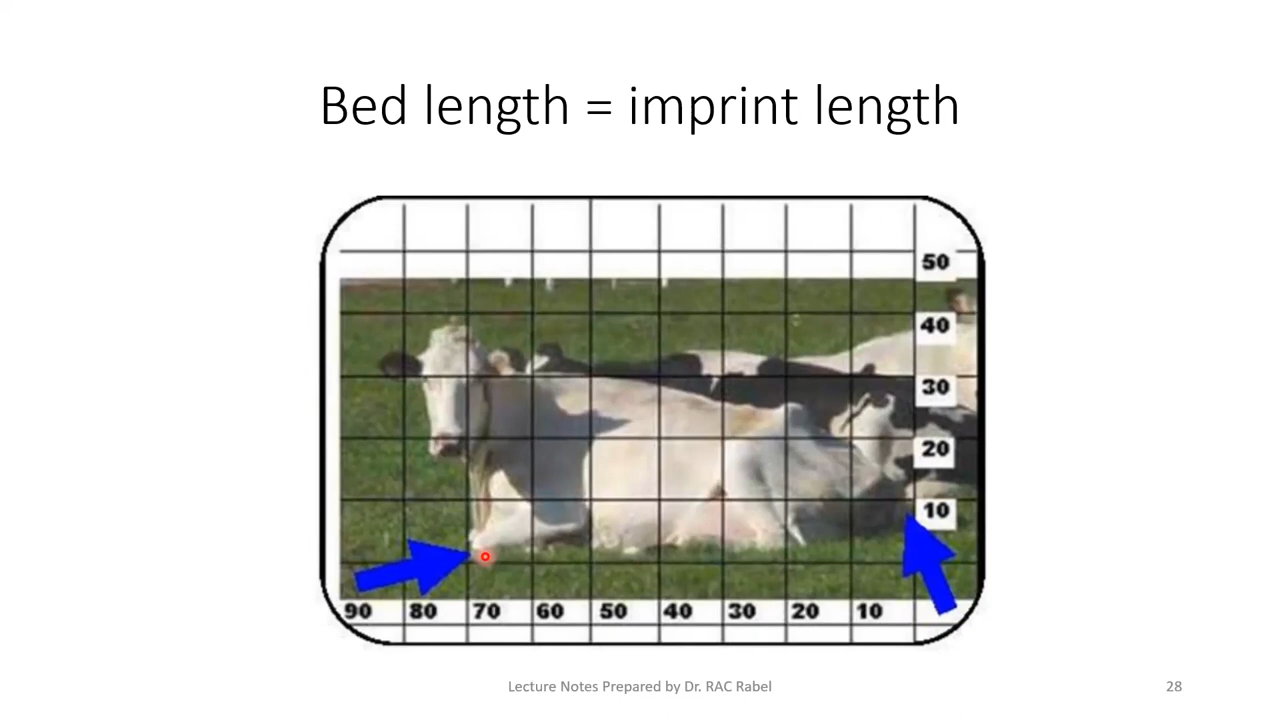 Bed length = imprint length
50
40
30
20
10
90 80 70 60 50 40 30 20 10
Lecture Notes Prepared by Dr. RAC Rabel
28